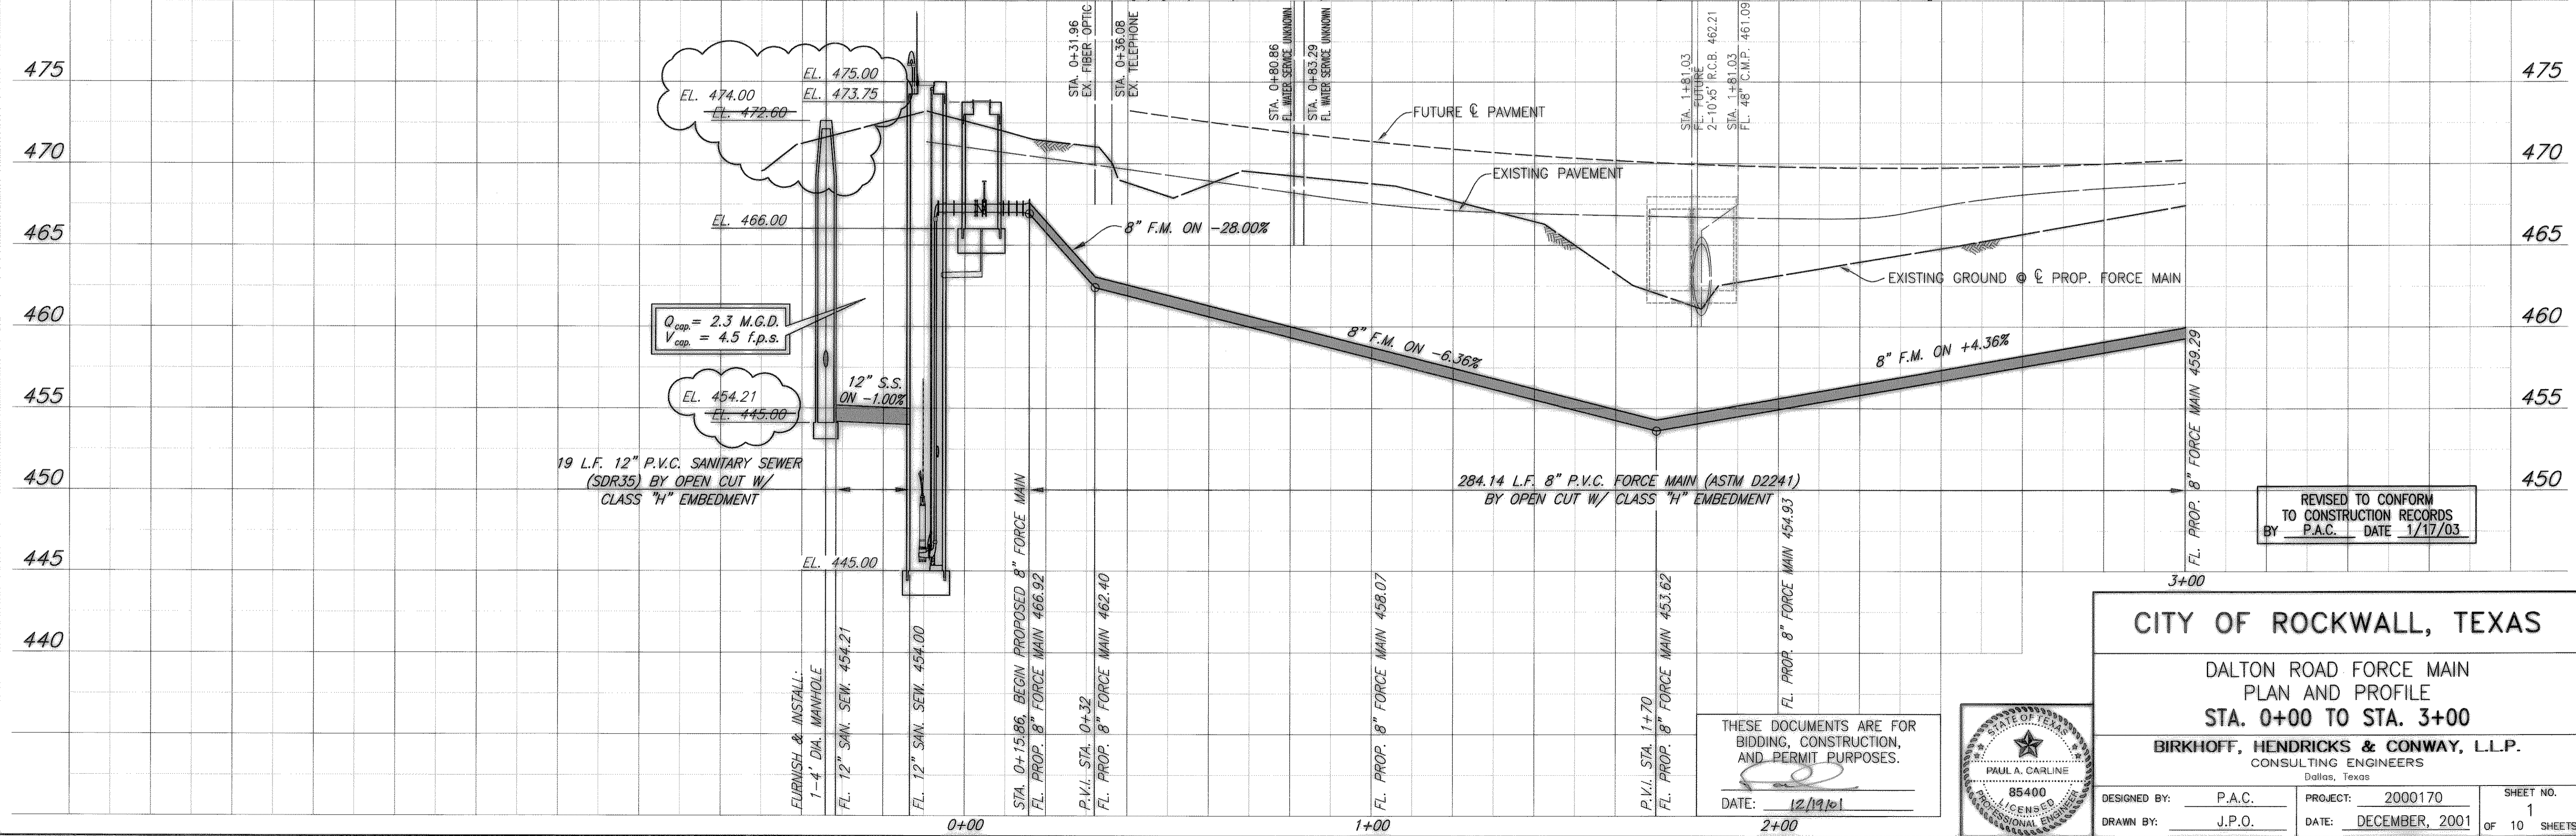 475
470
465
460
455
450
445
440
EL. 475.00
EL. 474.00
EL. 473.75
EL. 472.60
EL. 466.00
Qcap. = 2.3 M.G.D.
Vcap. = 4.5 f.p.s.
EL. 454.21
EL. 445.00
12" S.S.
ON -1.00%
19 L.F. 12" P.V.C. SANITARY SEWER
(SDR35) BY OPEN CUT W/
CLASS "H" EMBEDMENT
EL. 445.00
FURNISH & INSTALL:
1-4' DIA. MANHOLE
FL. 12" SAN. SEW. 454.21
FL. 12" SAN. SEW. 454.00
STA. 0+15.86, BEGIN PROPOSED 8" FORCE MAIN
FL. PROP. 8" FORCE MAIN 466.92
P.V.I. STA. 0+32
FL. PROP. 8" FORCE MAIN 462.40
STA. 0+31.96
EX. FIBER OPTIC
STA. 0+36.08
EX. TELEPHONE
STA. 0+80.86
FL. WATER SERVICE UNKNOWN
STA. 0+83.29
FL. WATER SERVICE UNKNOWN
FUTURE ℄ PAVMENT
EXISTING PAVEMENT
8" F.M. ON -28.00%
8" F.M. ON -6.36%
STA. 1+81.03
FL. FUTURE
2-10'x5' R.C.B. 462.21
STA. 1+81.03
FL. 48" C.M.P. 461.09
EXISTING GROUND @ ℄ PROP. FORCE MAIN
8" F.M. ON +4.36%
284.14 L.F. 8" P.V.C. FORCE MAIN (ASTM D2241)
BY OPEN CUT W/ CLASS "H" EMBEDMENT
FL. PROP. 8" FORCE MAIN 458.07
P.V.I. STA. 1+70
FL. PROP. 8" FORCE MAIN 453.62
FL. PROP. 8" FORCE MAIN 454.93
FL. PROP. 8" FORCE MAIN 459.29
475
470
465
460
455
450
REVISED TO CONFORM
TO CONSTRUCTION RECORDS
BY P.A.C. DATE 1/17/03
3+00
0+00
1+00
2+00
THESE DOCUMENTS ARE FOR
BIDDING, CONSTRUCTION,
AND PERMIT PURPOSES.
DATE: 12/19/01
STATE OF TEXAS
PAUL A. CARLINE
85400
LICENSED
PROFESSIONAL ENGINEER
CITY OF ROCKWALL, TEXAS
DALTON ROAD FORCE MAIN
PLAN AND PROFILE
STA. 0+00 TO STA. 3+00
BIRKHOFF, HENDRICKS & CONWAY, L.L.P.
CONSULTING ENGINEERS
Dallas, Texas
DESIGNED BY: P.A.C.
DRAWN BY: J.P.O.
PROJECT: 2000170
DATE: DECEMBER, 2001
SHEET NO.
1
OF 10 SHEETS